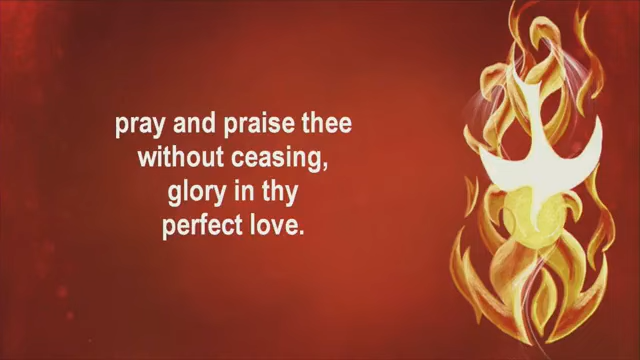 pray and praise thee
without ceasing,
glory in thy
perfect love.